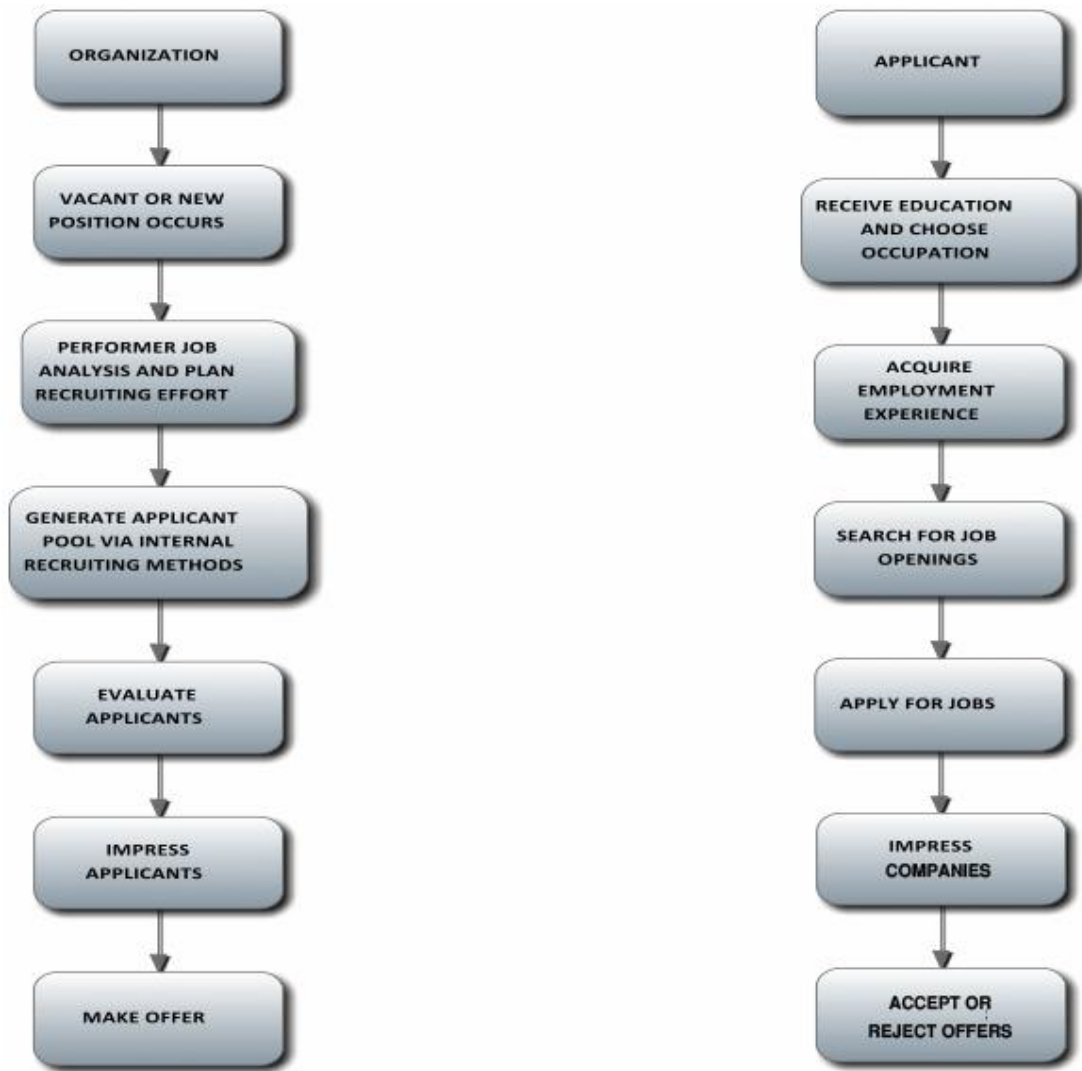 ORGANIZATION
VACANT OR NEW
POSITION OCCURS
PERFORMER JOB
ANALYSIS AND PLAN
RECRUITING EFFORT
GENERATE APPLICANT
POOL VIA INTERNAL
RECRUITING METHODS
EVALUATE
APPLICANTS
IMPRESS
APPLICANTS
MAKE OFFER
APPLICANT
RECEIVE EDUCATION
AND CHOOSE
OCCUPATION
ACQUIRE
EMPLOYMENT
EXPERIENCE
SEARCH FOR JOB
OPENINGS
APPLY FOR JOBS
IMPRESS
COMPANIES
ACCEPT OR
REJECT OFFERS